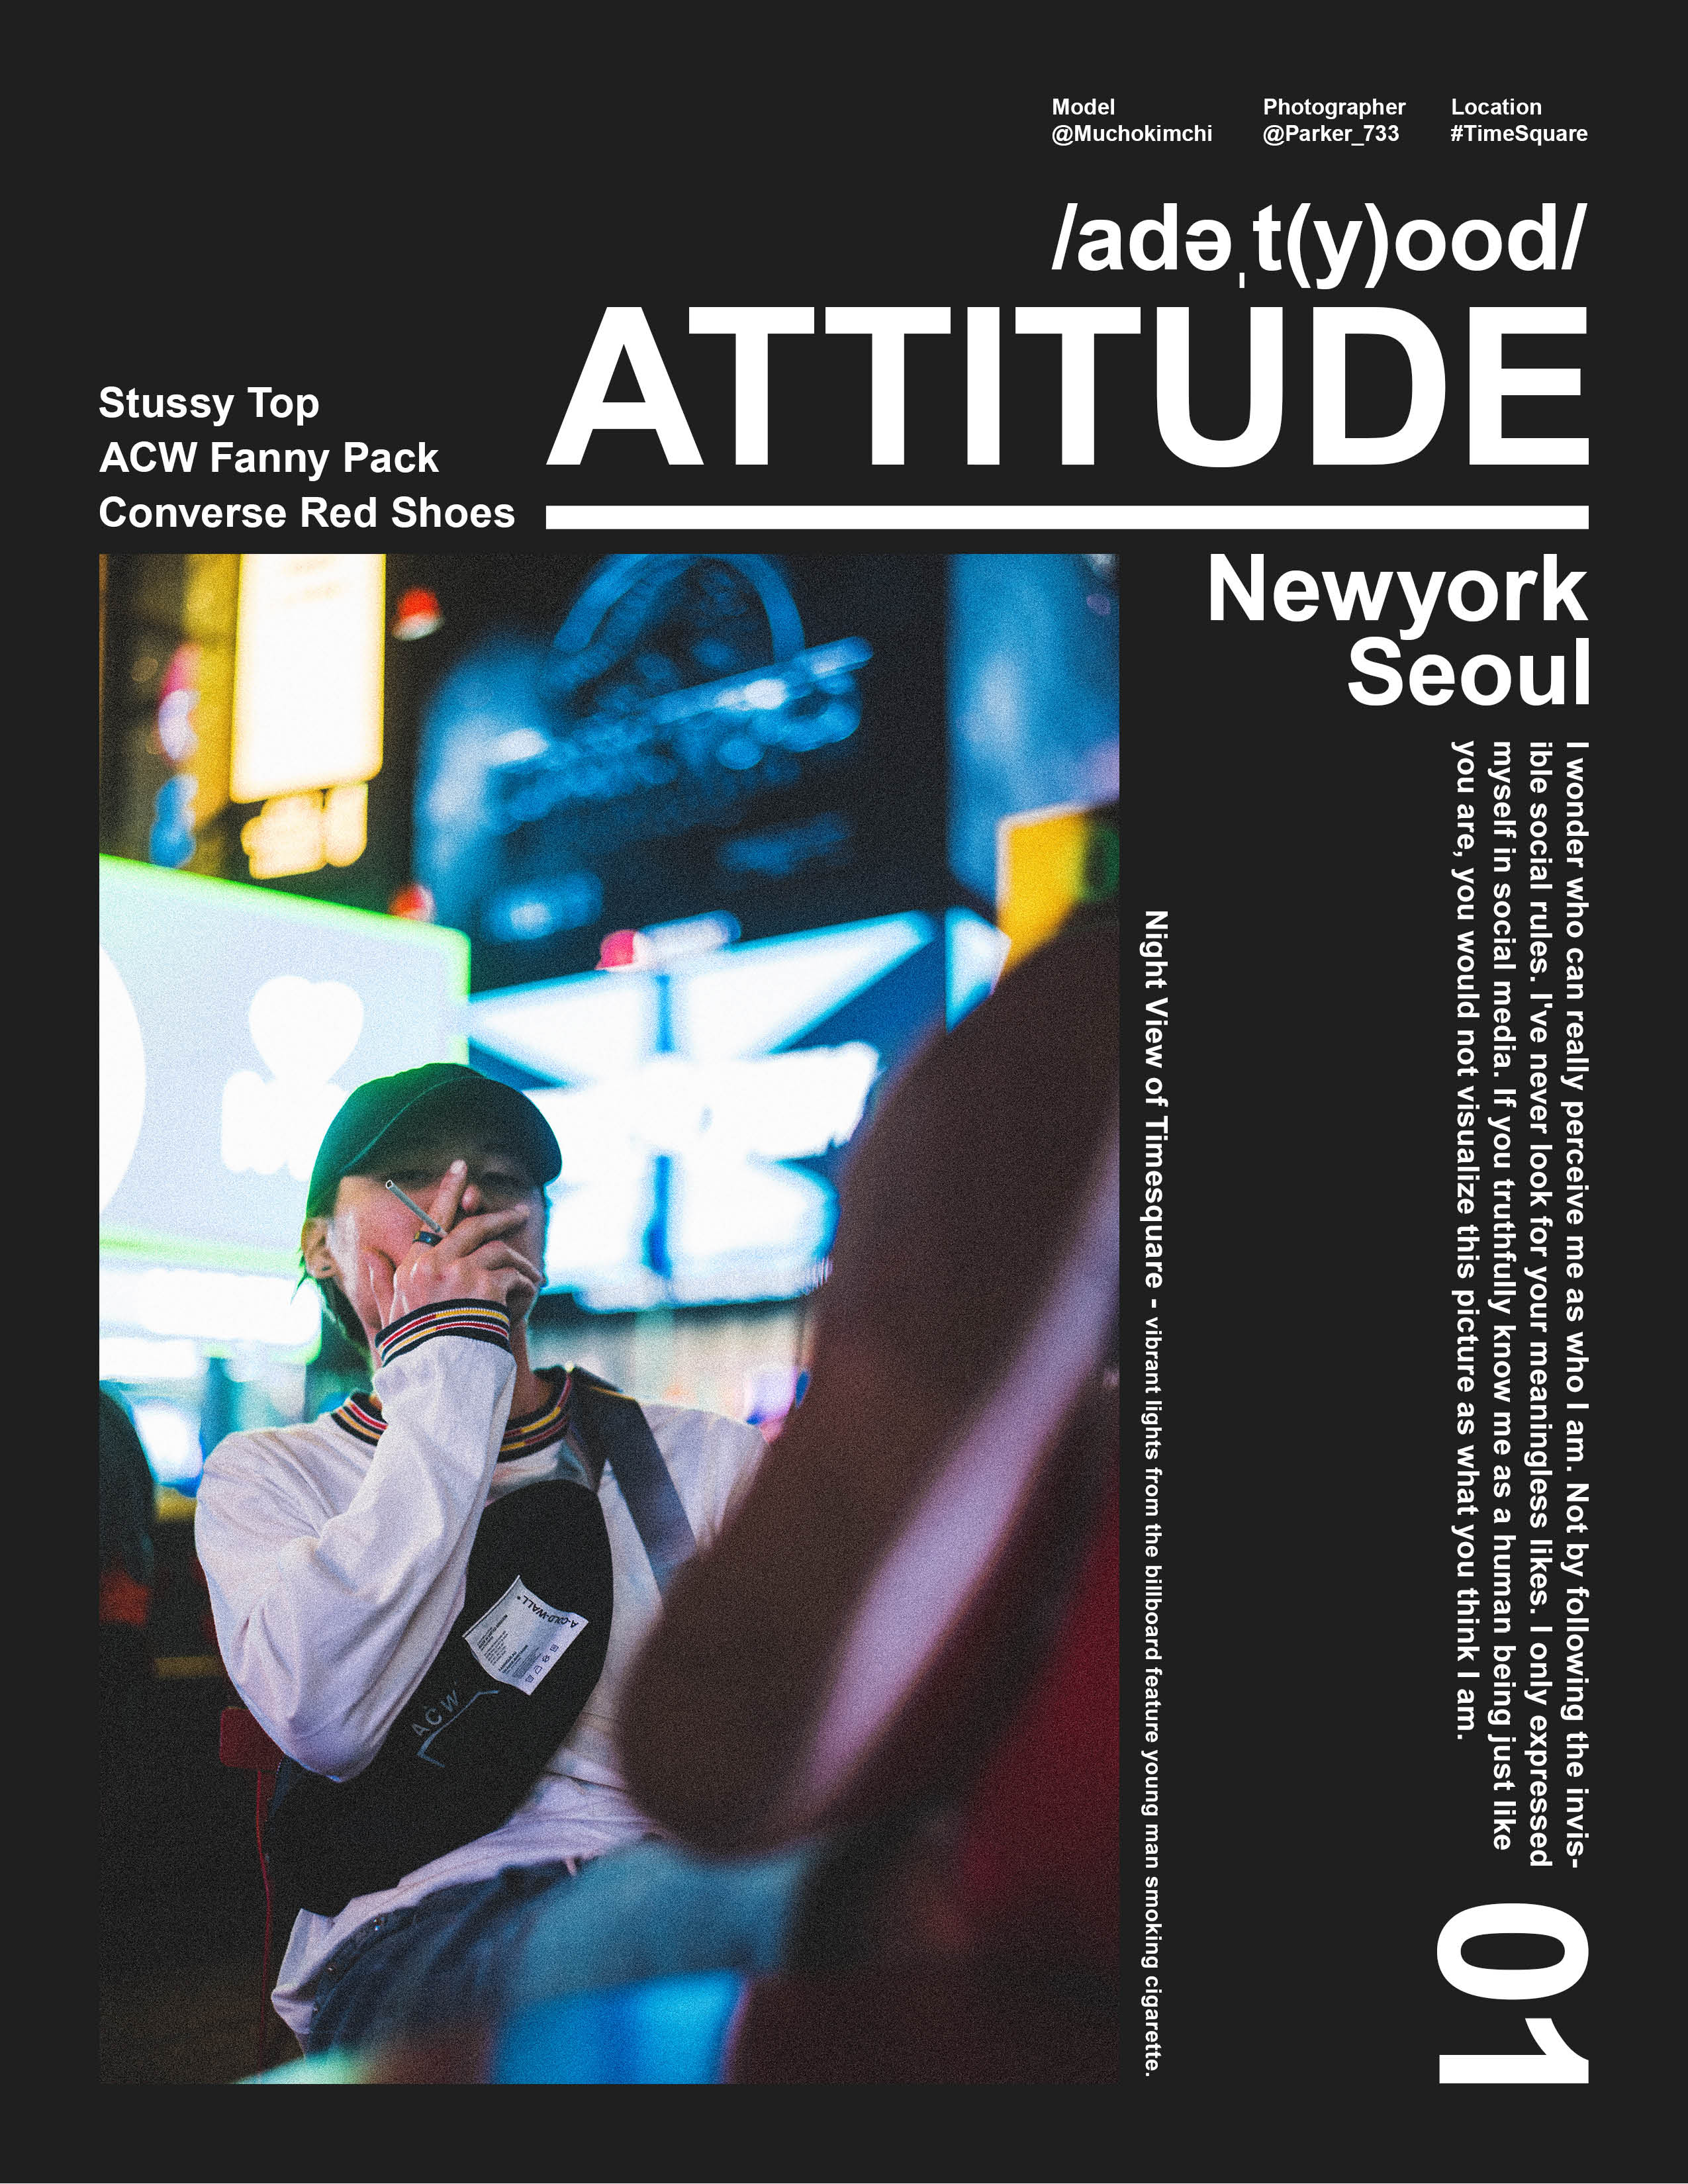 Model
@Muchokimchi
Photographer
@Parker_733
Location
#TimeSquare
/adəˌt(y)ood/
ATTITUDE
Stussy Top
ACW Fanny Pack
Converse Red Shoes
Newyork
Seoul
I wonder who can really perceive me as who I am. Not by following the invis-
ible social rules. I've never look for your meaningless likes. I only expressed
myself in social media. If you truthfully know me as a human being just like
you are, you would not visualize this picture as what you think I am.
Night View of Timesquare - vibrant lights from the billboard feature young man smoking cigarette.
01
A-COLD-WALL*
ACW